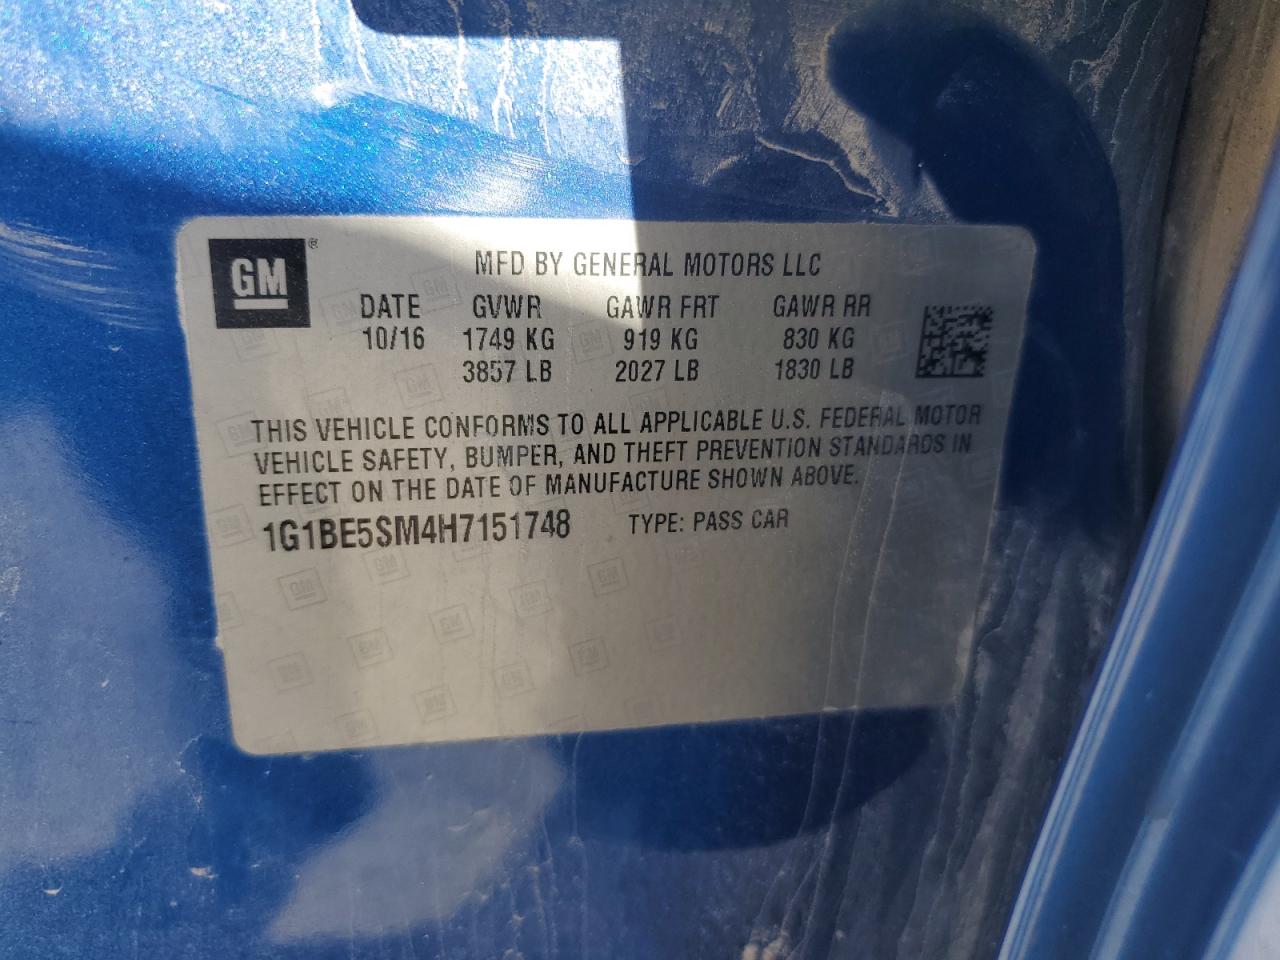 GM ®
MFD BY GENERAL MOTORS LLC
DATE GVWR GAWR FRT GAWR RR
10/16 1749 KG 919 KG 830 KG
3857 LB 2027 LB 1830 LB
THIS VEHICLE CONFORMS TO ALL APPLICABLE U.S. FEDERAL MOTOR
VEHICLE SAFETY, BUMPER, AND THEFT PREVENTION STANDARDS IN
EFFECT ON THE DATE OF MANUFACTURE SHOWN ABOVE.
1G1BE5SM4H7151748 TYPE: PASS CAR